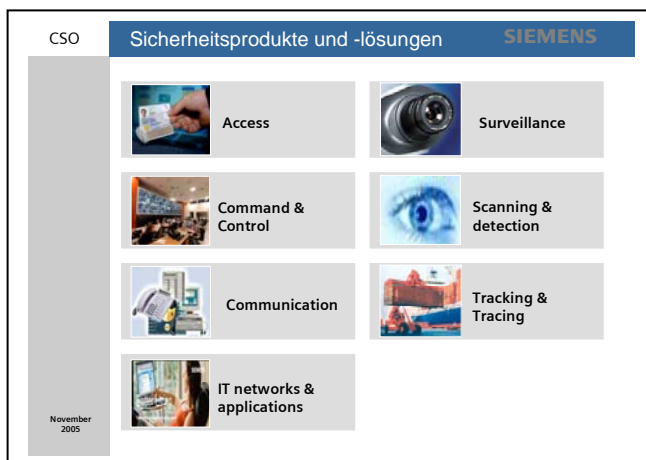 CSO
Sicherheitsprodukte und -lösungen
SIEMENS
Access
Surveillance
Command &
Control
Scanning &
detection
Communication
Tracking &
Tracing
IT networks &
applications
November
2005